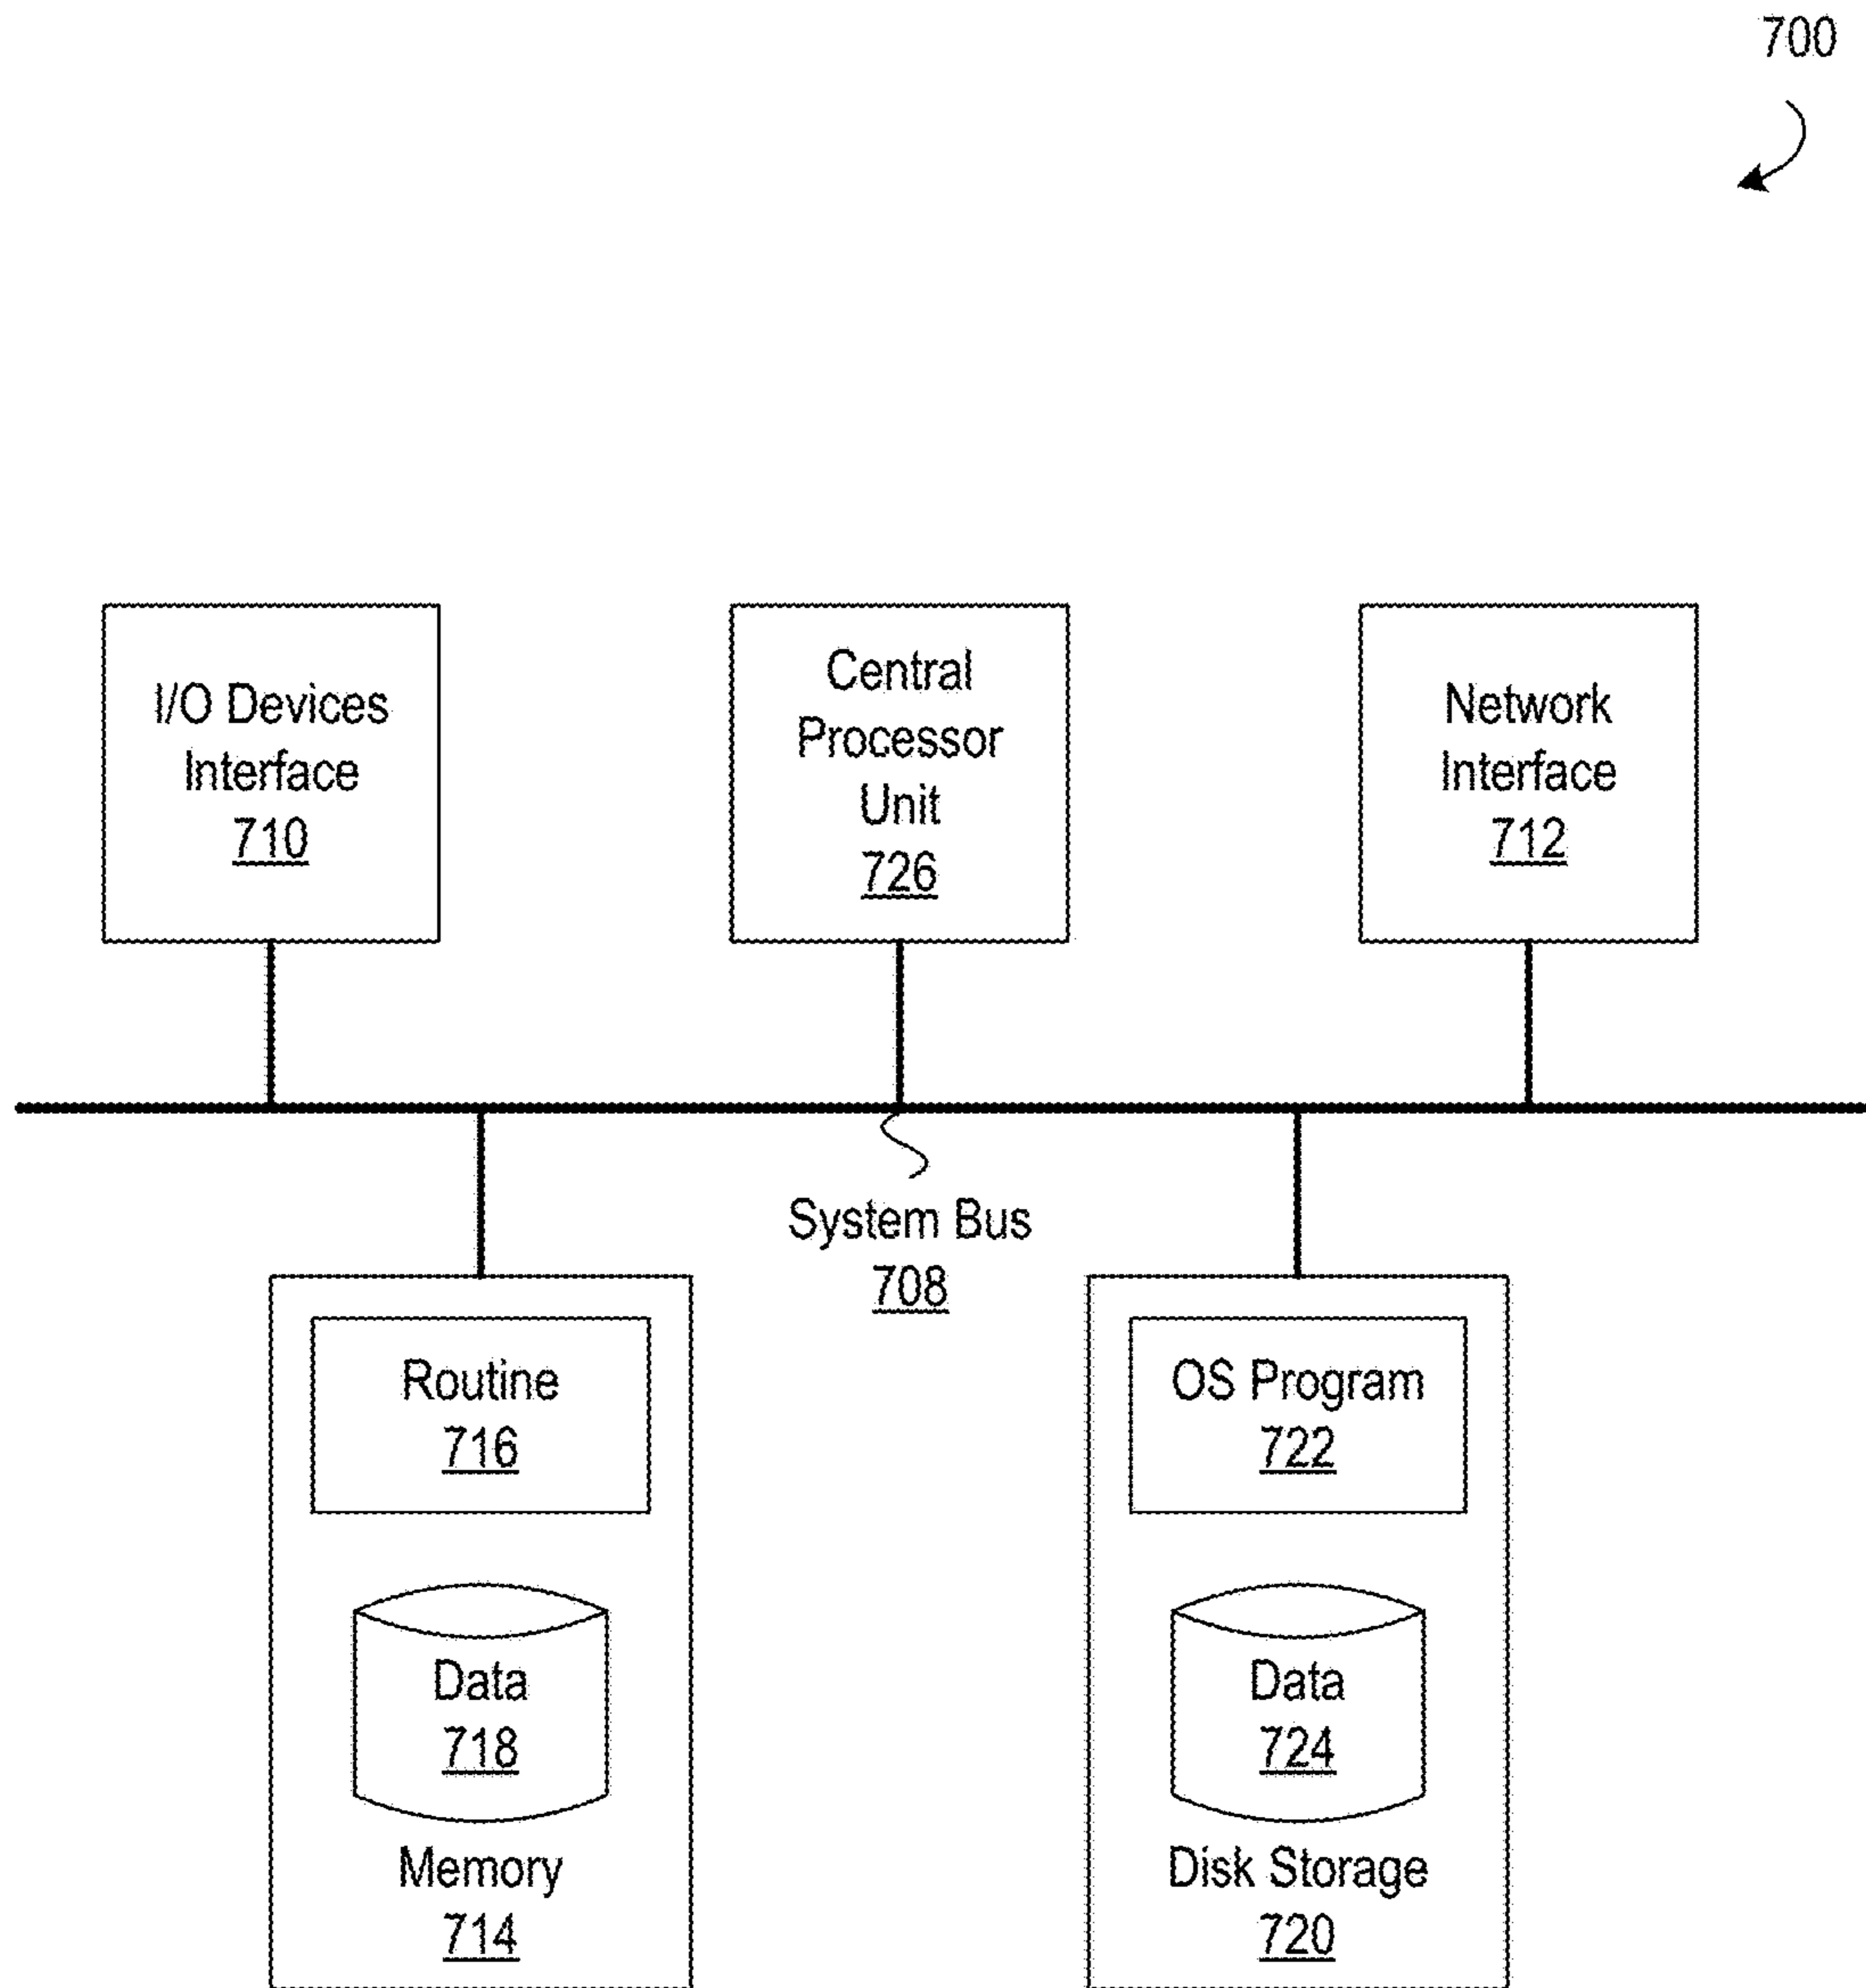 700
I/O Devices
Interface
710
Central
Processor
Unit
726
Network
Interface
712
System Bus
708
Routine
716
Data
718
Memory
714
OS Program
722
Data
724
Disk Storage
720